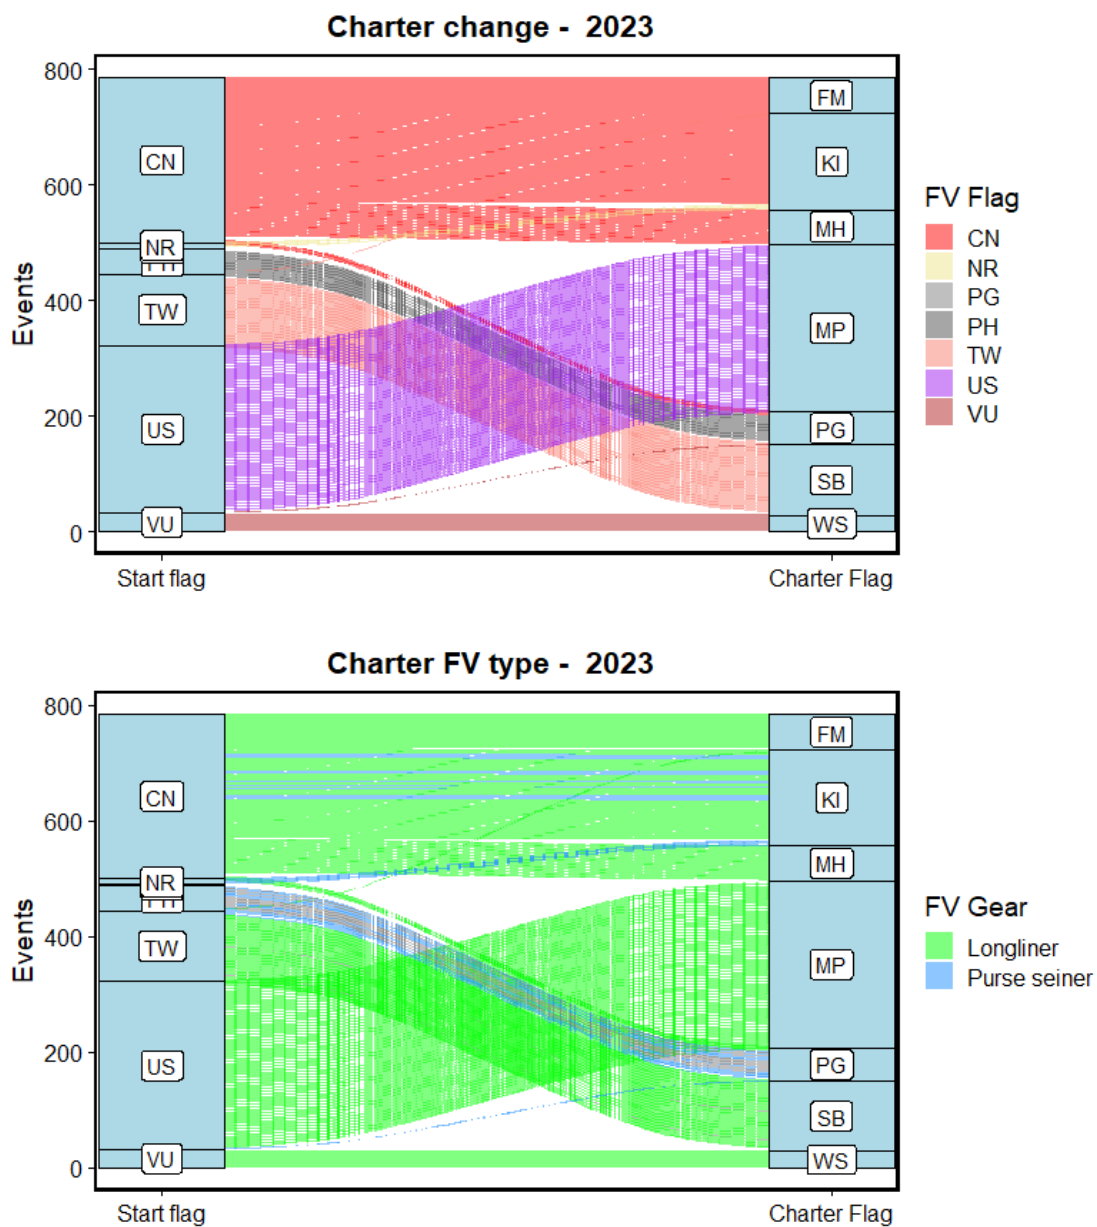 Charter change - 2023
800
600
400
200
0
Events
CN
NR
TW
US
VU
FM
KI
MH
MP
PG
SB
WS
Start flag
Charter Flag
FV Flag
CN
NR
PG
PH
TW
US
VU
Charter FV type - 2023
800
600
400
200
0
Events
CN
NR
TW
US
VU
FM
KI
MH
MP
PG
SB
WS
Start flag
Charter Flag
FV Gear
Longliner
Purse seiner